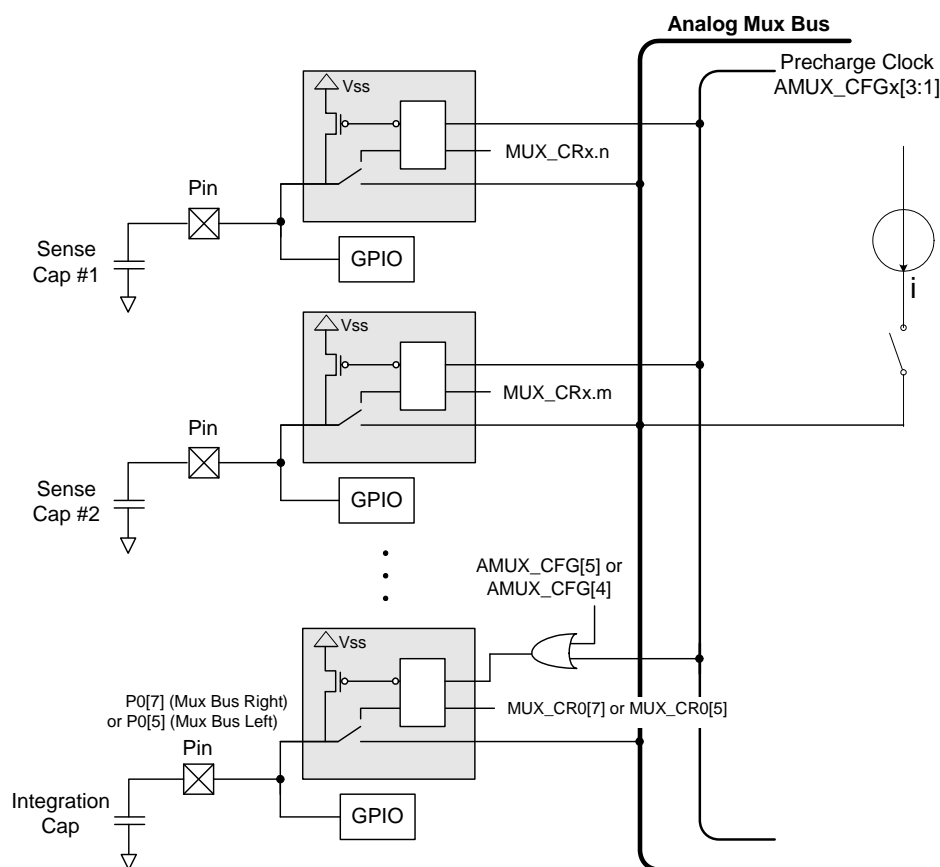 Analog Mux Bus
Precharge Clock
AMUX_CFGx[3:1]
Vss
MUX_CRx.n
Pin
Sense
Cap #1
GPIO
i
Vss
MUX_CRx.m
Pin
Sense
Cap #2
GPIO
AMUX_CFG[5] or
AMUX_CFG[4]
Vss
P0[7] (Mux Bus Right)
or P0[5] (Mux Bus Left)
MUX_CR0[7] or MUX_CR0[5]
Pin
Integration
Cap
GPIO